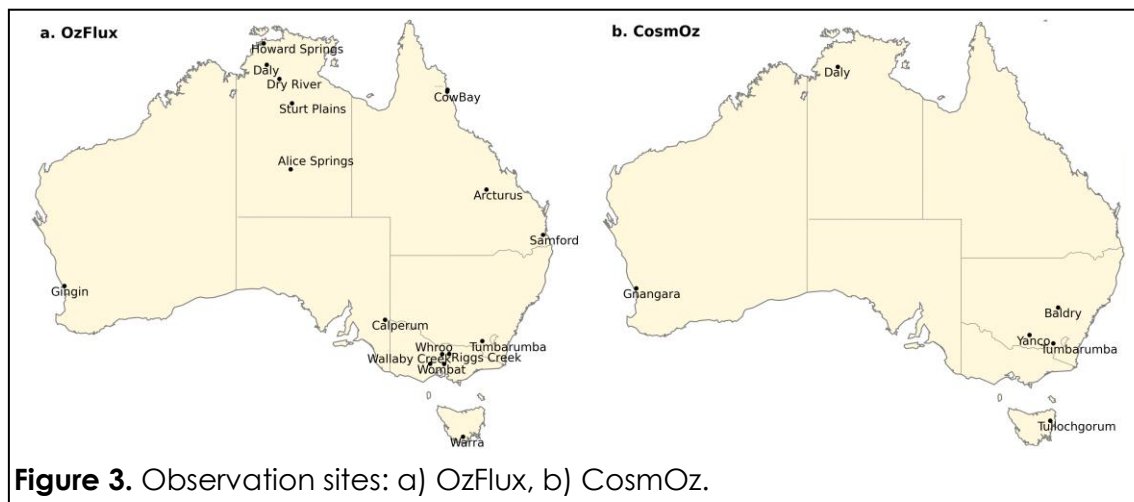 a. OzFlux
Howard Springs
Daly
Dry River
Sturt Plains
CowBay
Alice Springs
Arcturus
Samford
Gingin
Calperum
Whroo
Tumbarumba
Wallaby Creek
Riggs Creek
Wombat
Warra
b. CosmOz
Daly
Gnangara
Baldry
Yanco
Tumbarumba
Tullochgorum
Figure 3. Observation sites: a) OzFlux, b) CosmOz.